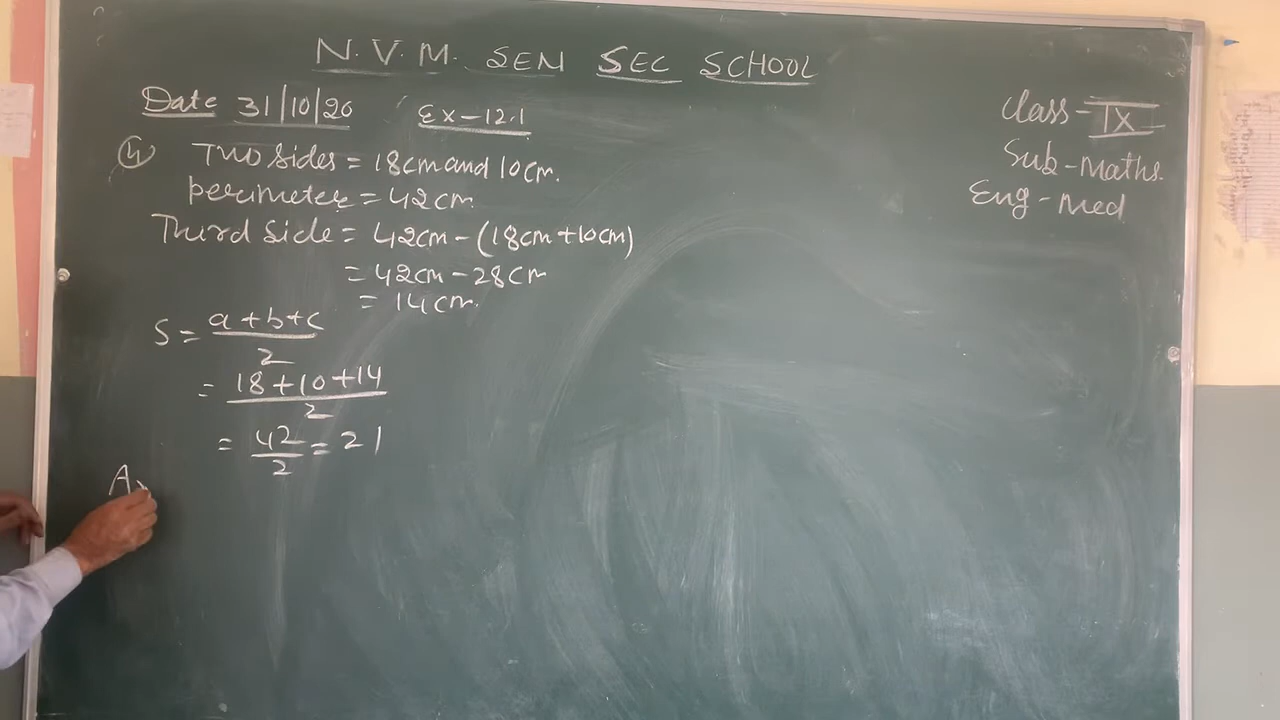 N.V.M. SEN SEC SCHOOL
Date 31/10/20 Ex-12.1
Class-IX
Sub-Maths.
Eng-Med
4) Two sides = 18cm and 10cm.
perimeter = 42cm.
Third Side = 42cm-(18cm+10cm)
= 42cm-28cm
= 14cm.
S = a+b+c
2
= 18+10+14
2
= 42/2 = 21
A